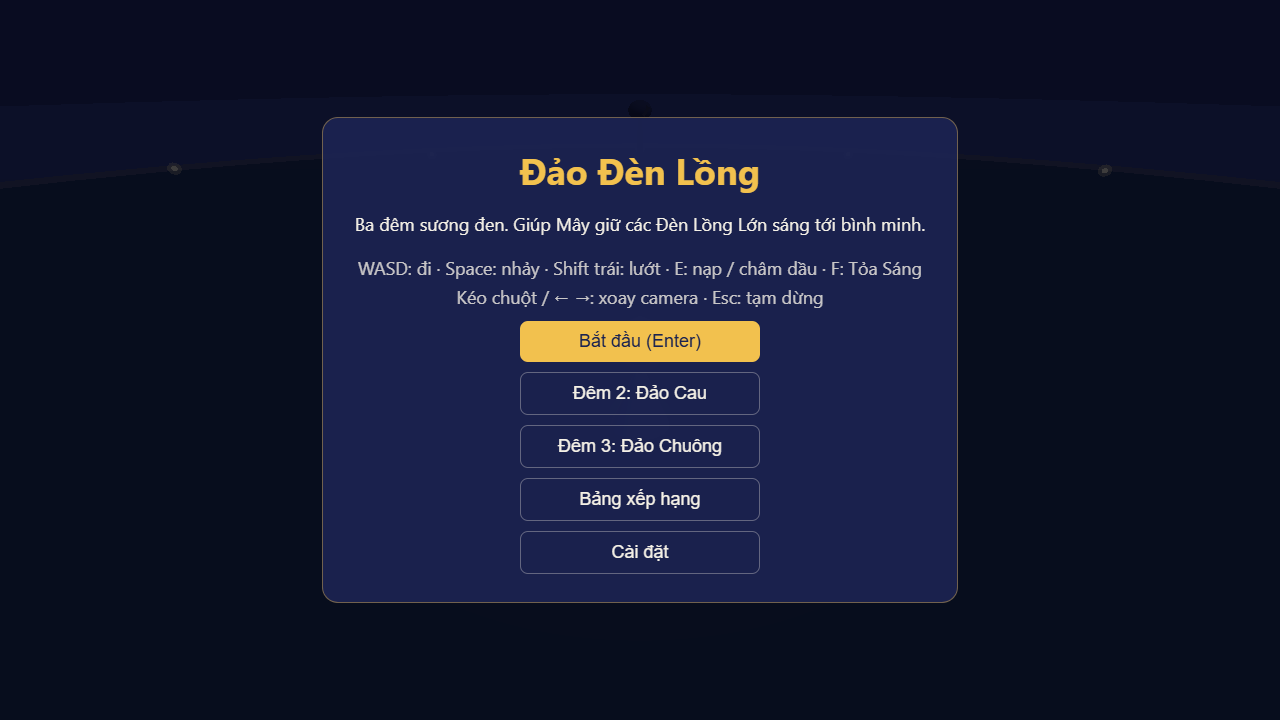 Đảo Đèn Lồng
Ba đêm sương đen. Giúp Mây giữ các Đèn Lồng Lớn sáng tới bình minh.
WASD: đi · Space: nhảy · Shift trái: lướt · E: nạp / châm dầu · F: Tỏa Sáng
Kéo chuột / ← →: xoay camera · Esc: tạm dừng
Bắt đầu (Enter)
Đêm 2: Đảo Cau
Đêm 3: Đảo Chuông
Bảng xếp hạng
Cài đặt